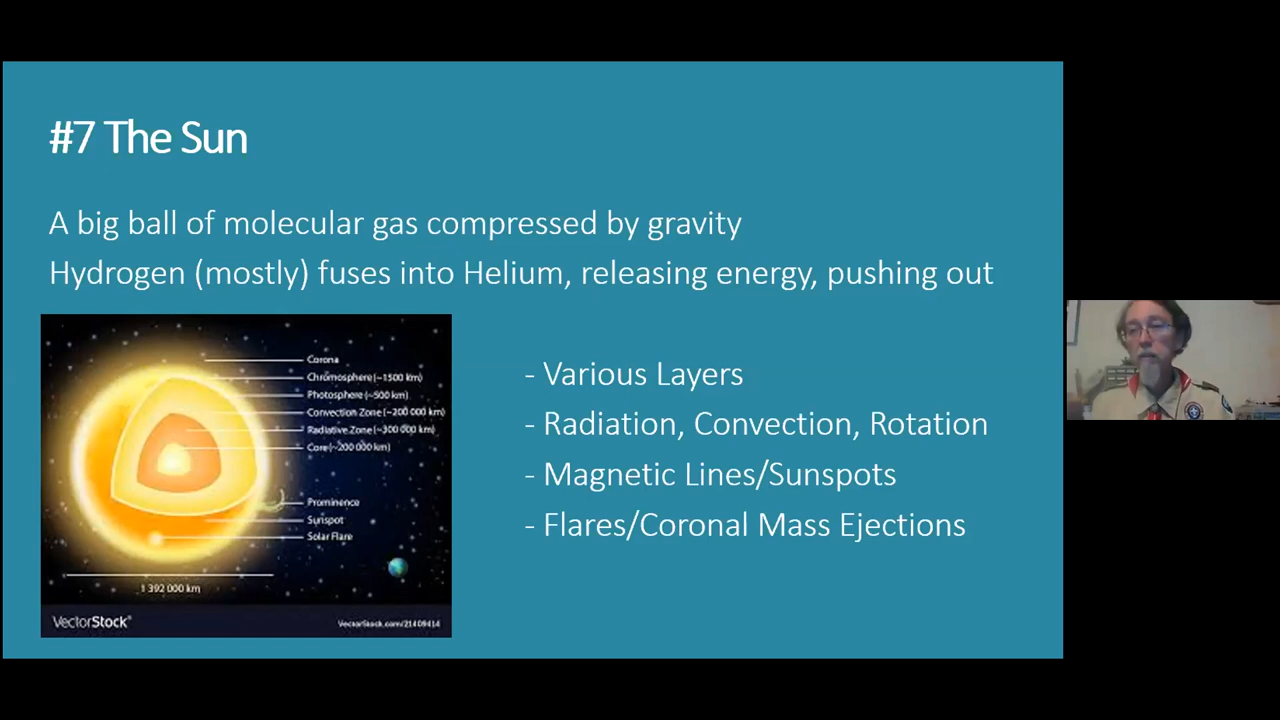 #7 The Sun
A big ball of molecular gas compressed by gravity
Hydrogen (mostly) fuses into Helium, releasing energy, pushing out
Corona
Chromosphere (~1500 km)
Photosphere (~500 km)
Convection Zone (~200 000 km)
Radiative Zone (~300 000 km)
Core (~200 000 km)
Prominence
Sunspot
Solar Flare
1 392 000 km
VectorStock®
VectorStock.com/21409414
- Various Layers
- Radiation, Convection, Rotation
- Magnetic Lines/Sunspots
- Flares/Coronal Mass Ejections